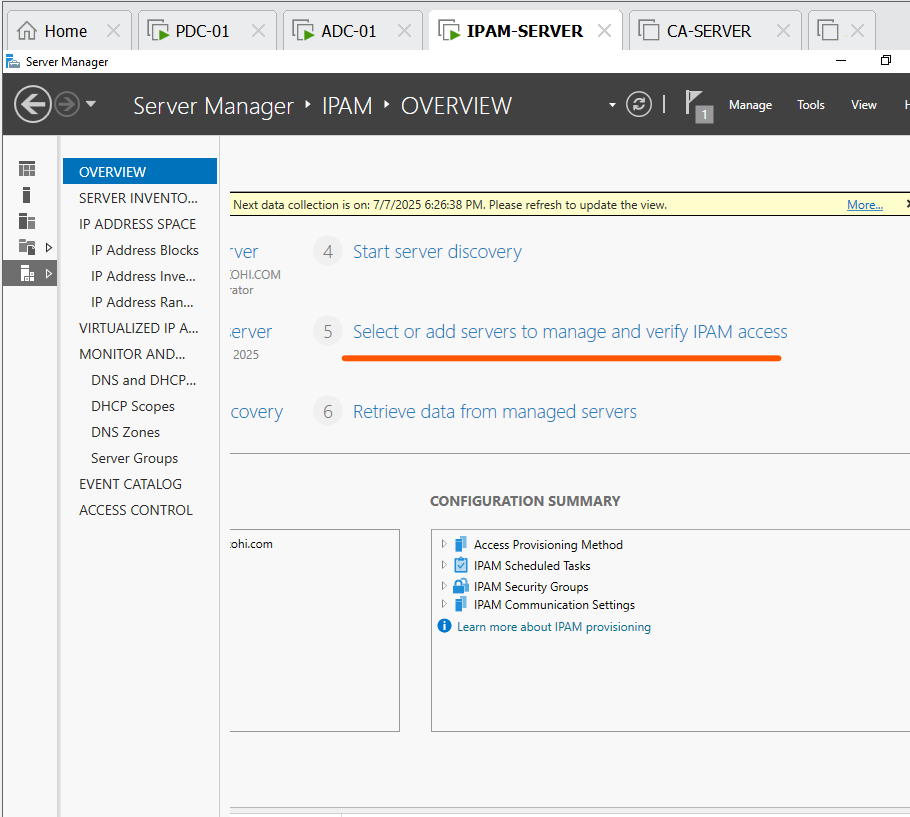 Home
PDC-01
ADC-01
IPAM-SERVER
CA-SERVER
Server Manager
Server Manager
IPAM
OVERVIEW
1
Manage
Tools
View
OVERVIEW
SERVER INVENTO...
IP ADDRESS SPACE
IP Address Blocks
IP Address Inve...
IP Address Ran...
VIRTUALIZED IP A...
MONITOR AND...
DNS and DHCP...
DHCP Scopes
DNS Zones
Server Groups
EVENT CATALOG
ACCESS CONTROL
Next data collection is on: 7/7/2025 6:26:38 PM. Please refresh to update the view.
More...
rver
OHI.COM
rator
4 Start server discovery
server
2025
5 Select or add servers to manage and verify IPAM access
covery
6 Retrieve data from managed servers
CONFIGURATION SUMMARY
ohi.com
Access Provisioning Method
IPAM Scheduled Tasks
IPAM Security Groups
IPAM Communication Settings
Learn more about IPAM provisioning